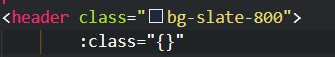 <header class="bg-slate-800">
:class="{}"